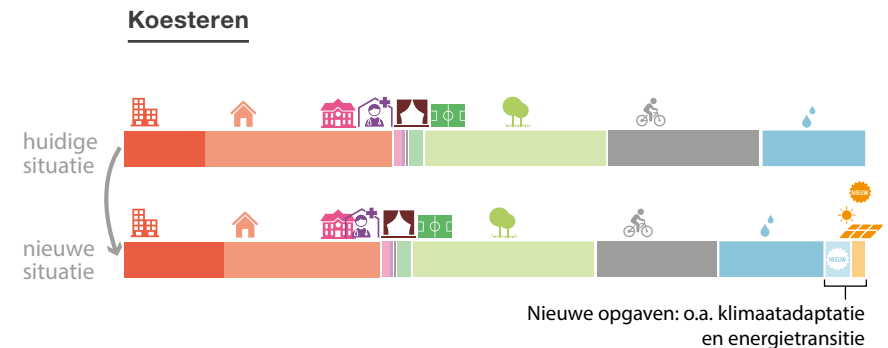 Koesteren
huidige
situatie
NIEUW
nieuwe
situatie
NIEUW
Nieuwe opgaven: o.a. klimaatadaptatie
en energietransitie